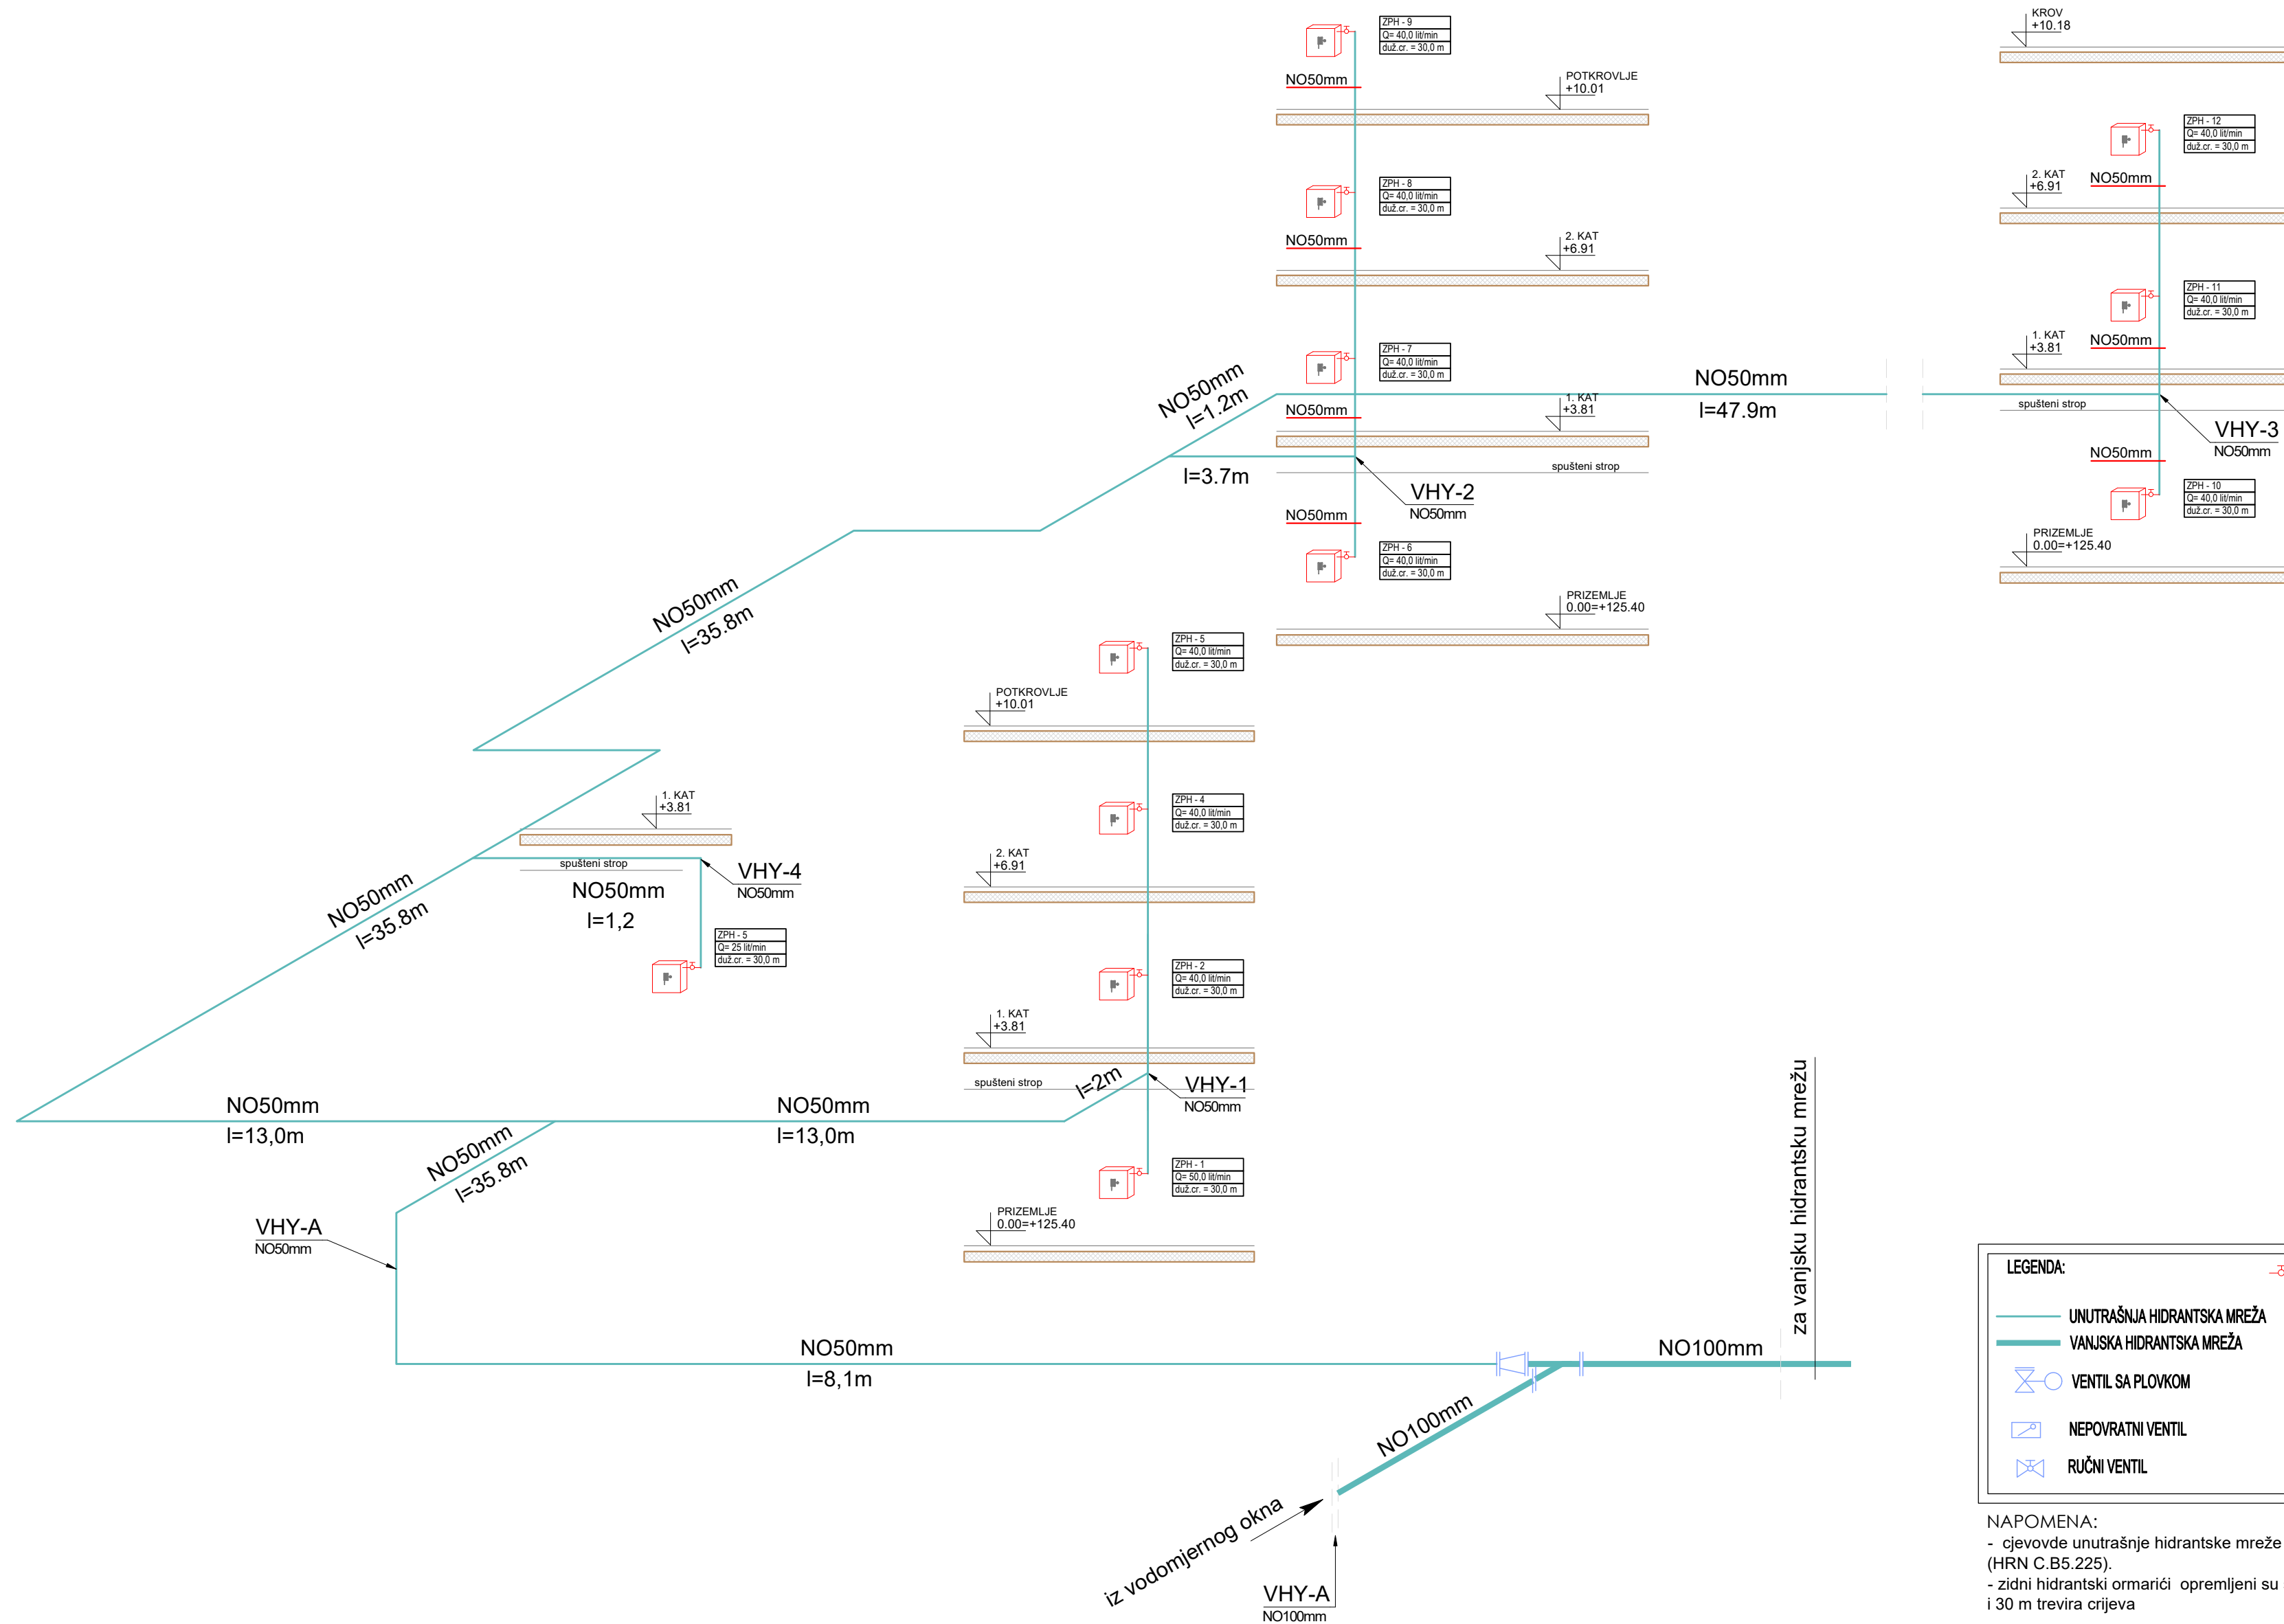 ZPH - 9
Q= 40,0 lit/min
duž.cr. = 30,0 m
NO50mm
POTKROVLJE
+10.01
ZPH - 8
Q= 40,0 lit/min
duž.cr. = 30,0 m
NO50mm
2. KAT
+6.91
ZPH - 7
Q= 40,0 lit/min
duž.cr. = 30,0 m
NO50mm
1. KAT
+3.81
spušteni strop
VHY-2
NO50mm
NO50mm
ZPH - 6
Q= 40,0 lit/min
duž.cr. = 30,0 m
PRIZEMLJE
0.00=+125.40
KROV
+10.18
ZPH - 12
Q= 40,0 lit/min
duž.cr. = 30,0 m
NO50mm
2. KAT
+6.91
ZPH - 11
Q= 40,0 lit/min
duž.cr. = 30,0 m
NO50mm
1. KAT
+3.81
spušteni strop
VHY-3
NO50mm
NO50mm
ZPH - 10
Q= 40,0 lit/min
duž.cr. = 30,0 m
PRIZEMLJE
0.00=+125.40
NO50mm
l=47.9m
NO50mm
l=1.2m
l=3.7m
NO50mm
l=35.8m
ZPH - 5
Q= 40,0 lit/min
duž.cr. = 30,0 m
POTKROVLJE
+10.01
ZPH - 4
Q= 40,0 lit/min
duž.cr. = 30,0 m
2. KAT
+6.91
ZPH - 2
Q= 40,0 lit/min
duž.cr. = 30,0 m
1. KAT
+3.81
spušteni strop
l=2m
VHY-1
NO50mm
ZPH - 1
Q= 50,0 lit/min
duž.cr. = 30,0 m
PRIZEMLJE
0.00=+125.40
1. KAT
+3.81
spušteni strop
VHY-4
NO50mm
NO50mm
l=1,2
ZPH - 5
Q= 25 lit/min
duž.cr. = 30,0 m
NO50mm
l=35.8m
NO50mm
l=13,0m
NO50mm
l=13,0m
NO50mm
l=35.8m
VHY-A
NO50mm
NO50mm
l=8,1m
NO100mm
za vanjsku hidrantsku mrežu
NO100mm
iz vodomjernog okna
VHY-A
NO100mm
LEGENDA:
UNUTRAŠNJA HIDRANTSKA MREŽA
VANJSKA HIDRANTSKA MREŽA
VENTIL SA PLOVKOM
NEPOVRATNI VENTIL
RUČNI VENTIL
NAPOMENA:
- cjevovde unutrašnje hidrantske mreže
(HRN C.B5.225).
- zidni hidrantski ormarići opremljeni su
i 30 m trevira crijeva